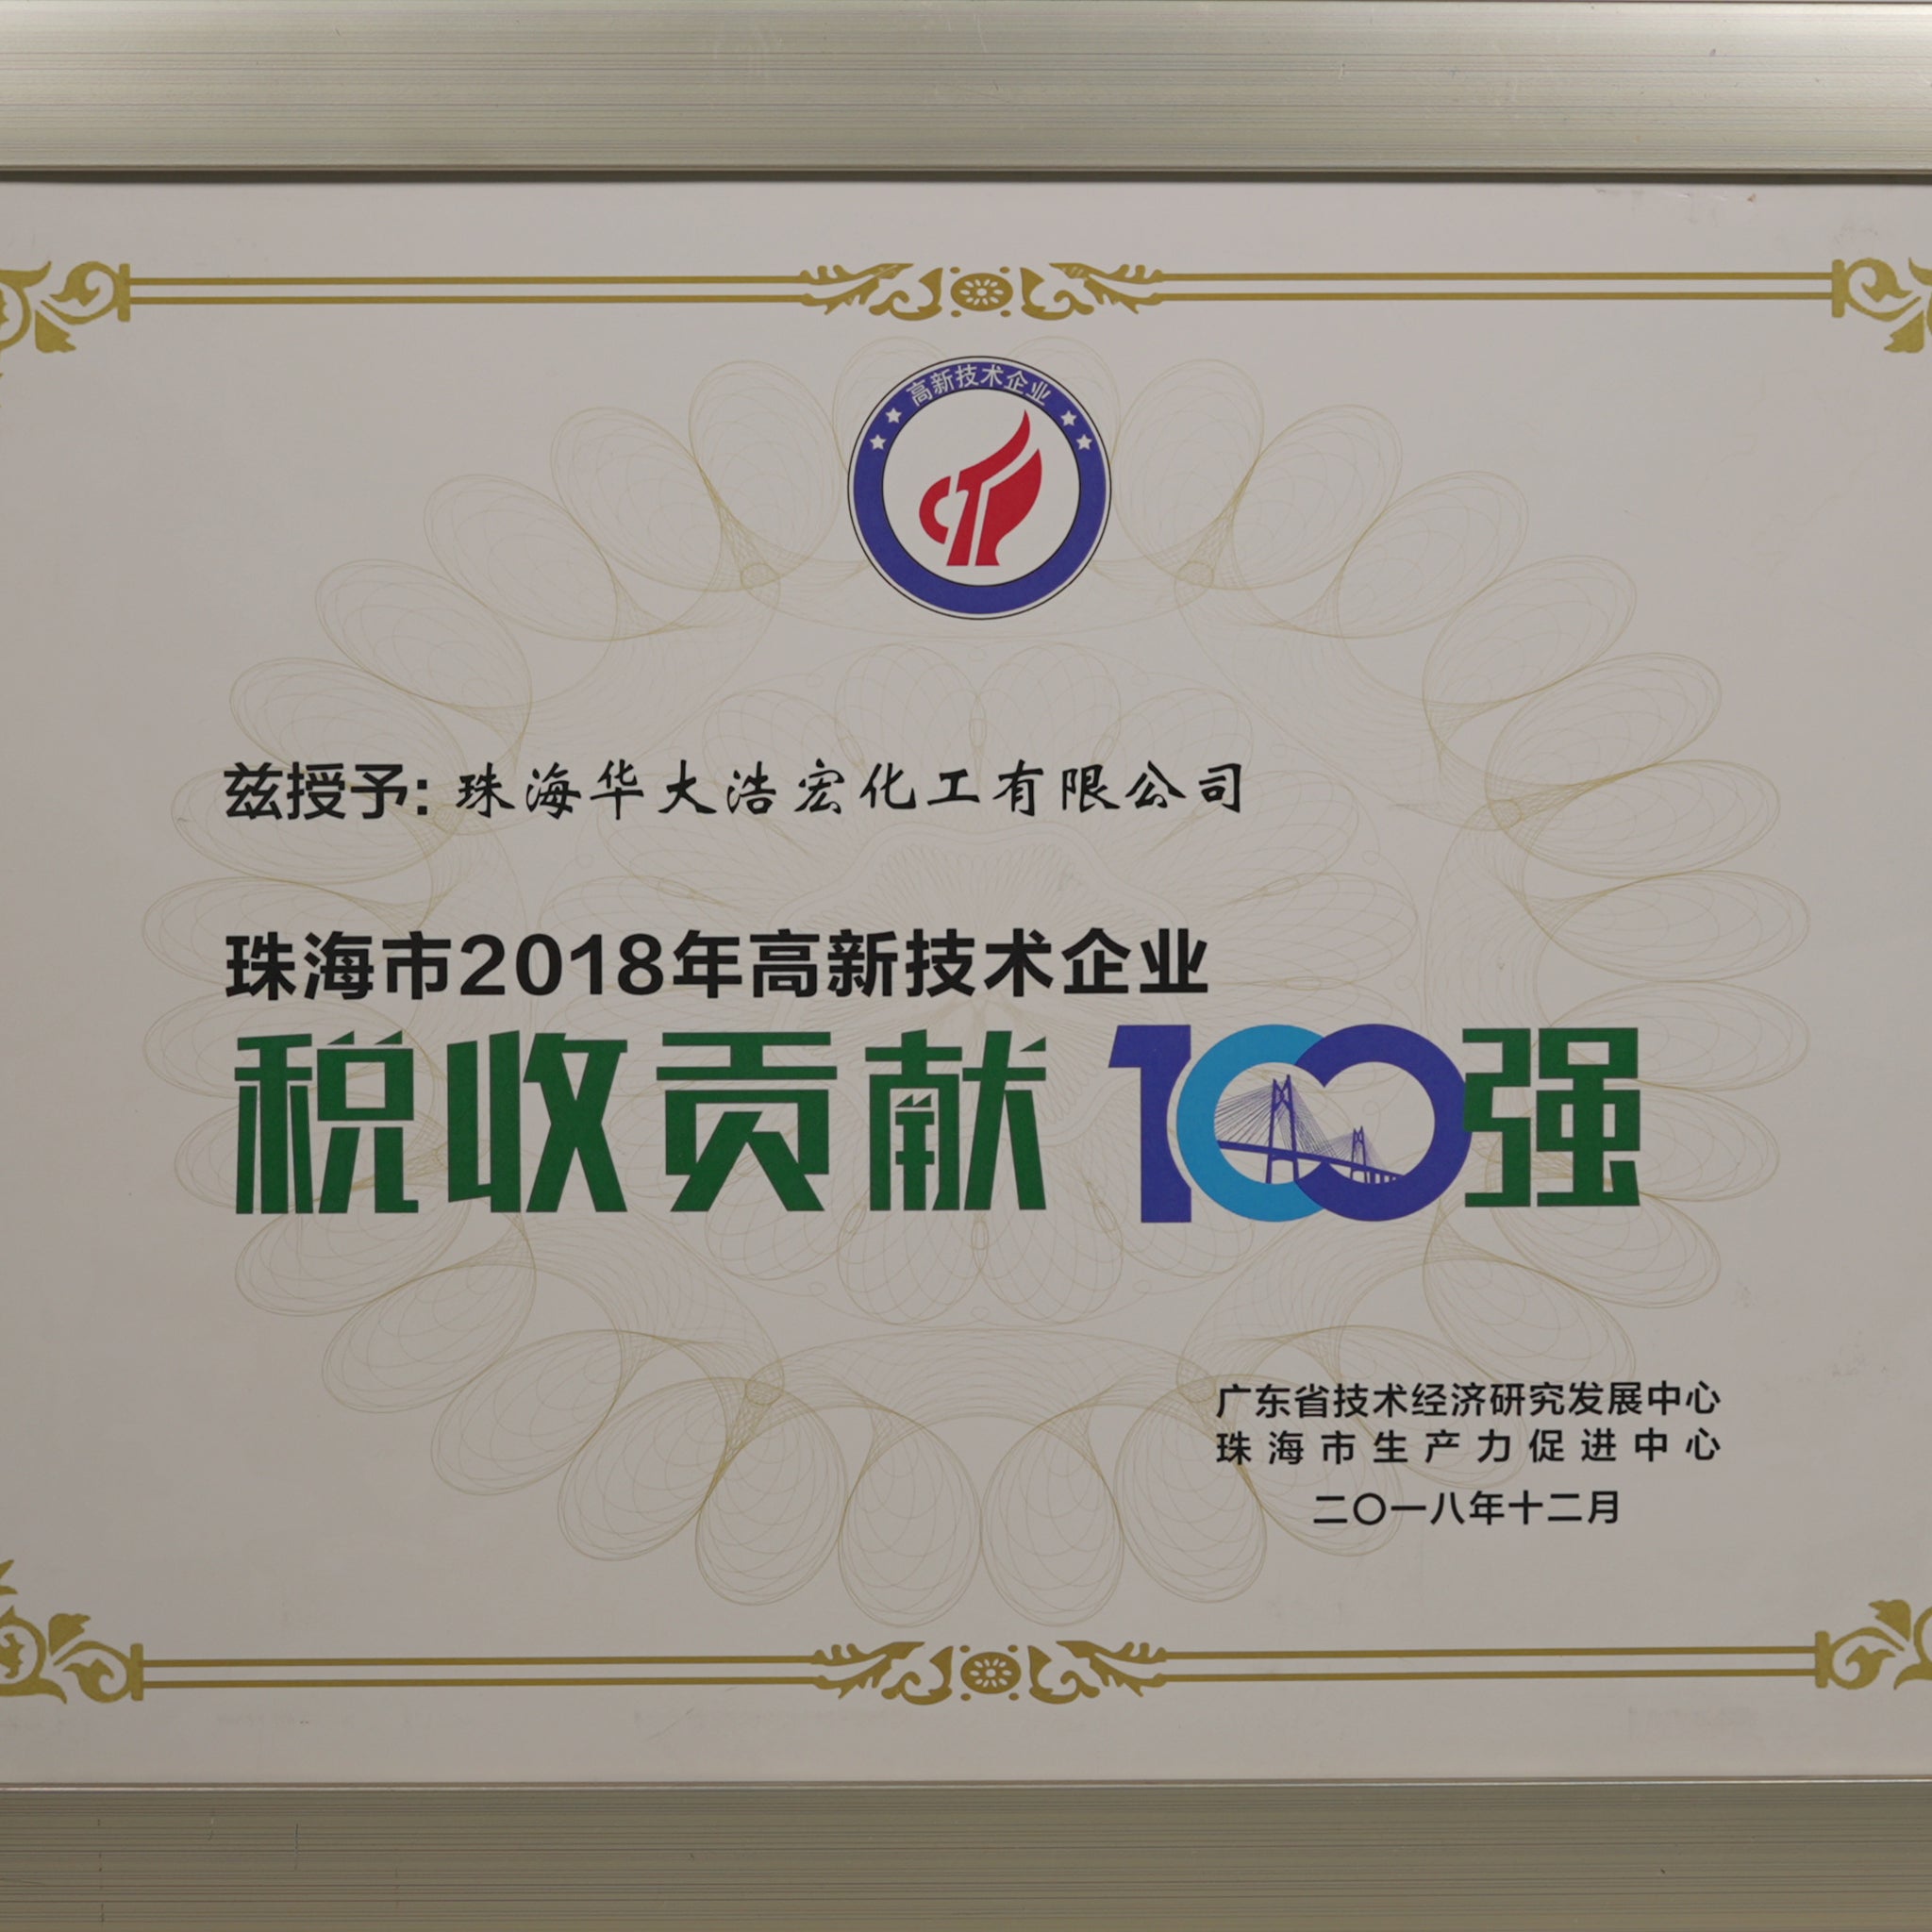 高新技术企业
兹授予: 珠海华大浩宏化工有限公司
珠海市2018年高新技术企业
税收贡献100强
广东省技术经济研究发展中心
珠海市生产力促进中心
二〇一八年十二月